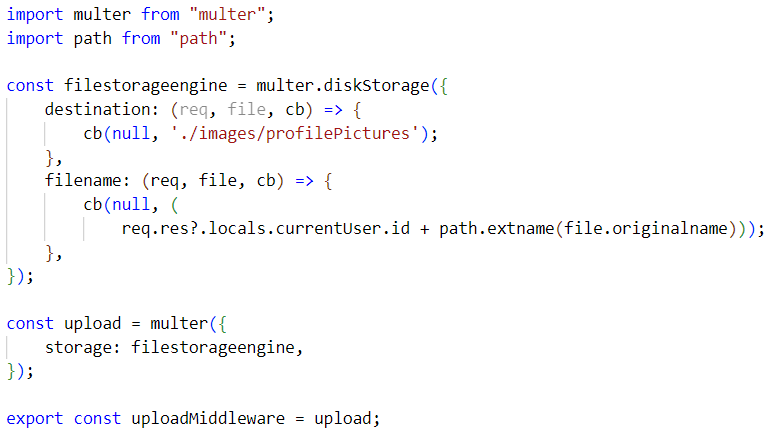 import multer from "multer";
import path from "path";
const filestorageengine = multer.diskStorage({
destination: (req, file, cb) => {
cb(null, './images/profilePictures');
},
filename: (req, file, cb) => {
cb(null, (
req.res?.locals.currentUser.id + path.extname(file.originalname)));
},
});
const upload = multer({
storage: filestorageengine,
});
export const uploadMiddleware = upload;